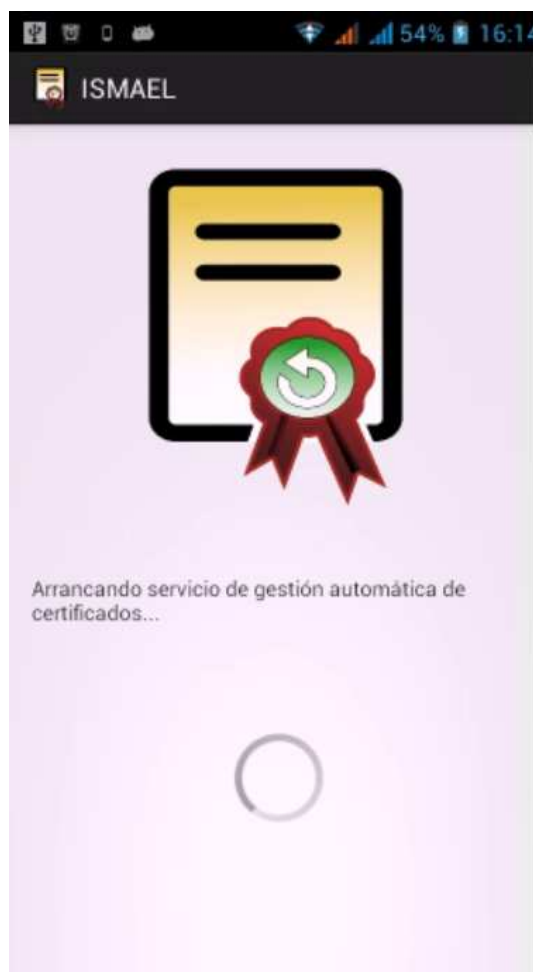 54% 16:14
ISMAEL
Arrancando servicio de gestión automática de
certificados...